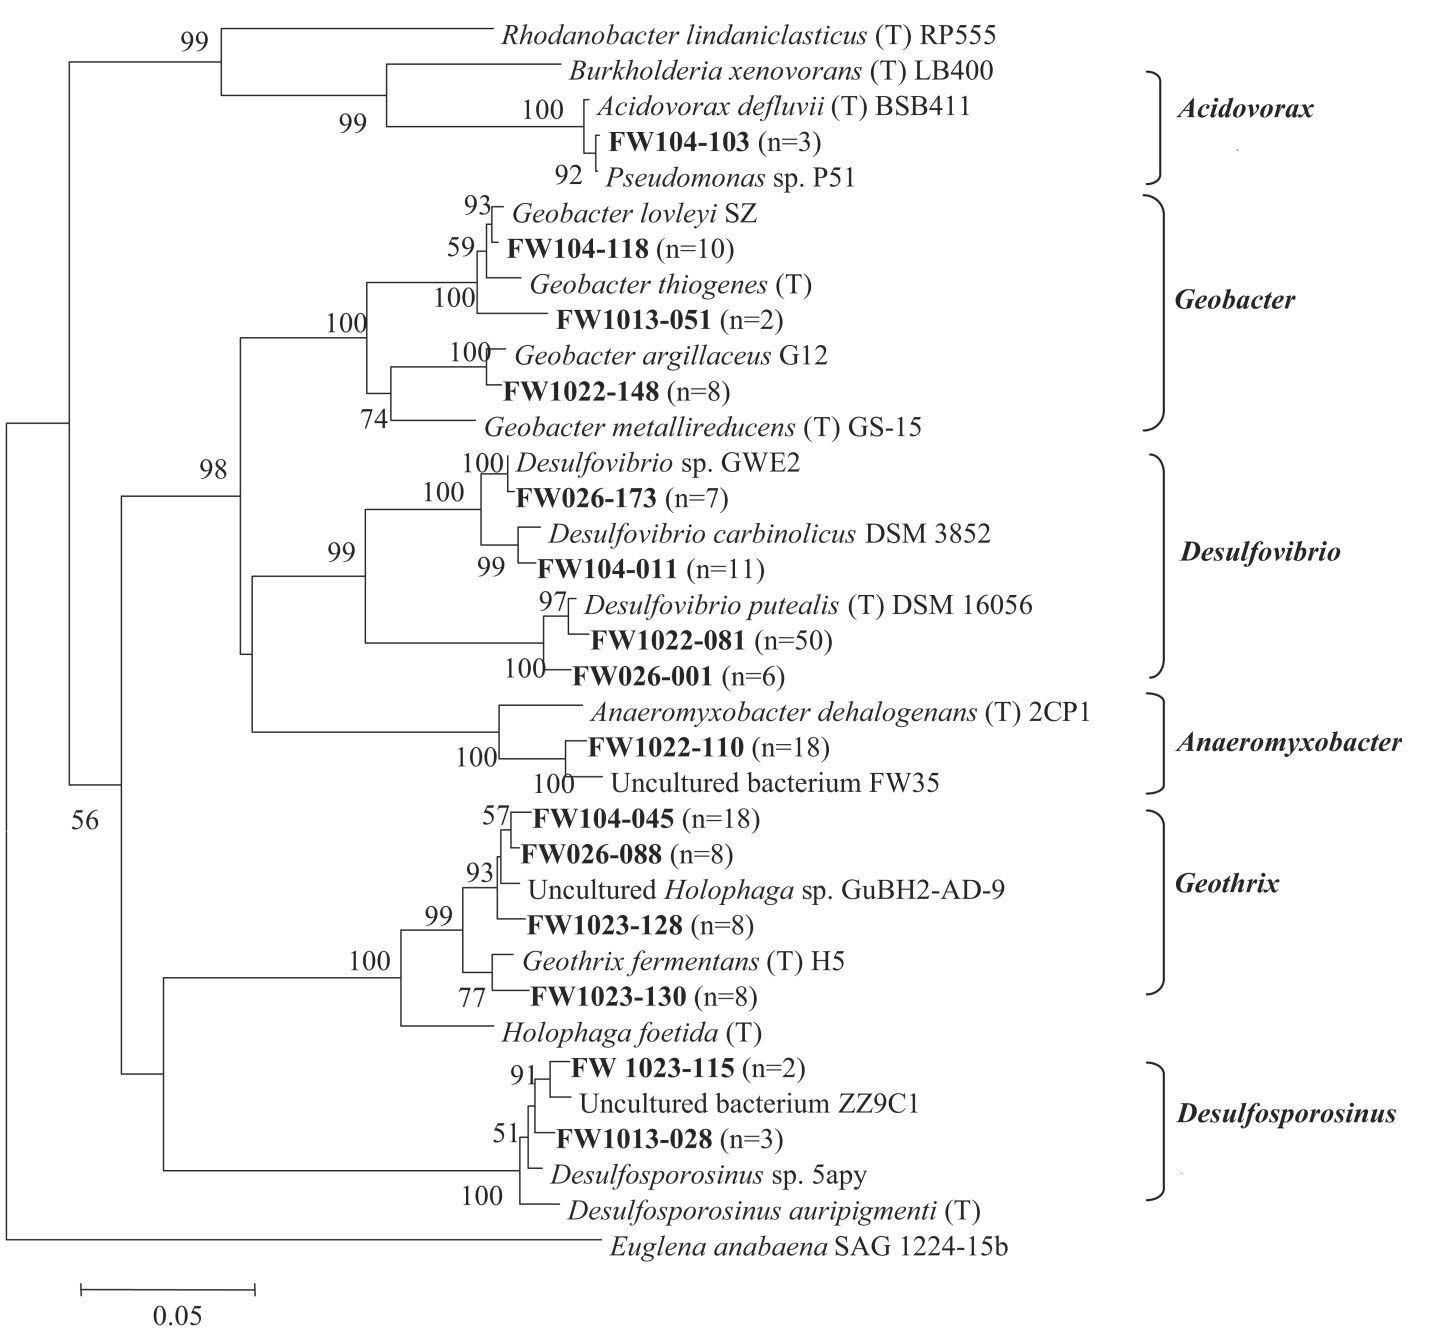 99
Rhodanobacter lindaniclasticus (T) RP555
Burkholderia xenovorans (T) LB400
99
100
Acidovorax defluvii (T) BSB411
Acidovorax
FW104-103 (n=3)
92
Pseudomonas sp. P51
93
Geobacter lovleyi SZ
59
FW104-118 (n=10)
Geobacter thiogenes (T)
100
Geobacter
100
FW1013-051 (n=2)
100
Geobacter argillaceus G12
FW1022-148 (n=8)
74
Geobacter metallireducens (T) GS-15
98
100
Desulfovibrio sp. GWE2
100
FW026-173 (n=7)
Desulfovibrio carbinolicus DSM 3852
99
Desulfovibrio
99
FW104-011 (n=11)
97
Desulfovibrio putealis (T) DSM 16056
FW1022-081 (n=50)
100
FW026-001 (n=6)
Anaeromyxobacter dehalogenans (T) 2CP1
100
FW1022-110 (n=18)
Anaeromyxobacter
100
Uncultured bacterium FW35
56
57
FW104-045 (n=18)
FW026-088 (n=8)
93
Uncultured Holophaga sp. GuBH2-AD-9
Geothrix
99
FW1023-128 (n=8)
100
Geothrix fermentans (T) H5
77
FW1023-130 (n=8)
Holophaga foetida (T)
91
FW 1023-115 (n=2)
Uncultured bacterium ZZ9C1
Desulfosporosinus
51
FW1013-028 (n=3)
Desulfosporosinus sp. 5apy
100
Desulfosporosinus auripigmenti (T)
Euglena anabaena SAG 1224-15b
0.05